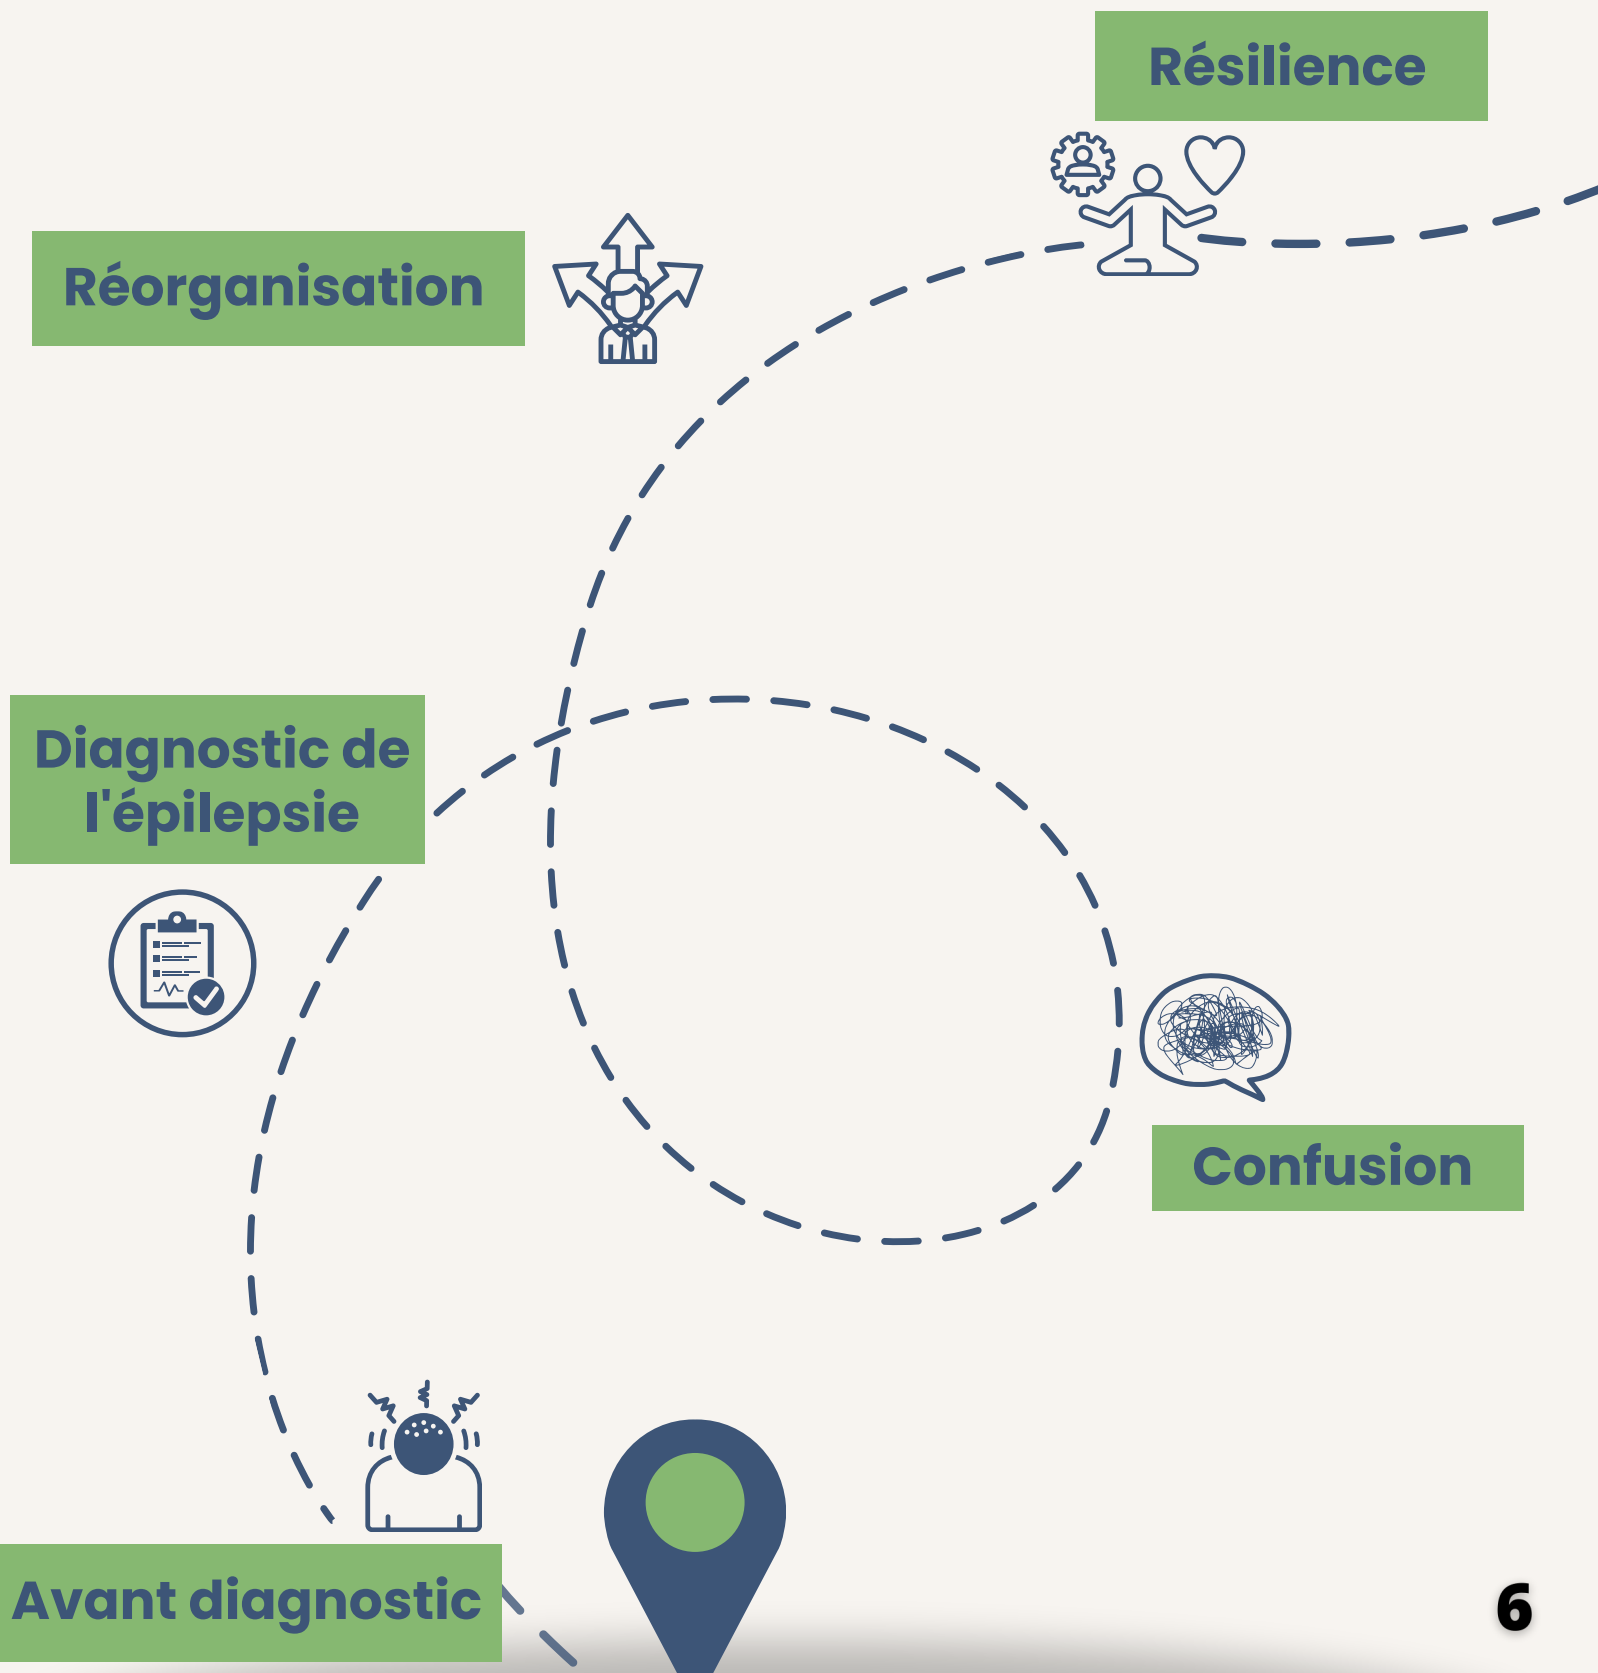 Résilience
Réorganisation
Diagnostic de
l'épilepsie
Confusion
Avant diagnostic
6